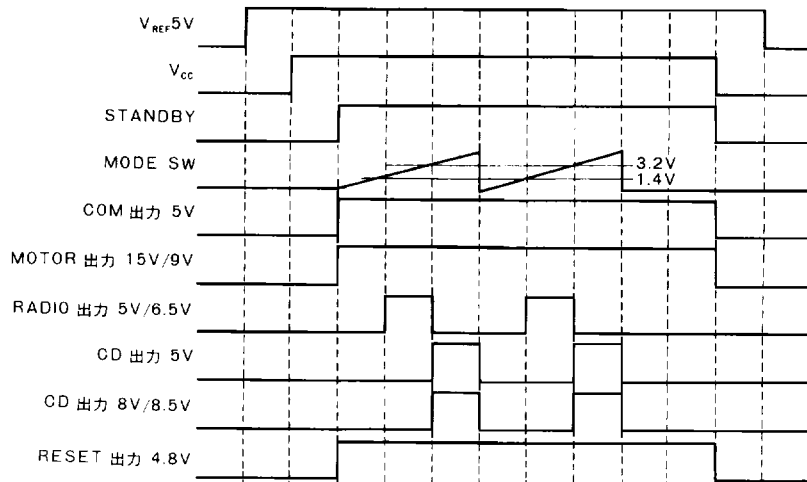 VREF5V
Vcc
STANDBY
MODE SW
3.2V
1.4V
COM 出力 5V
MOTOR 出力 15V/9V
RADIO 出力 5V/6.5V
CD 出力 5V
CD 出力 8V/8.5V
RESET 出力 4.8V